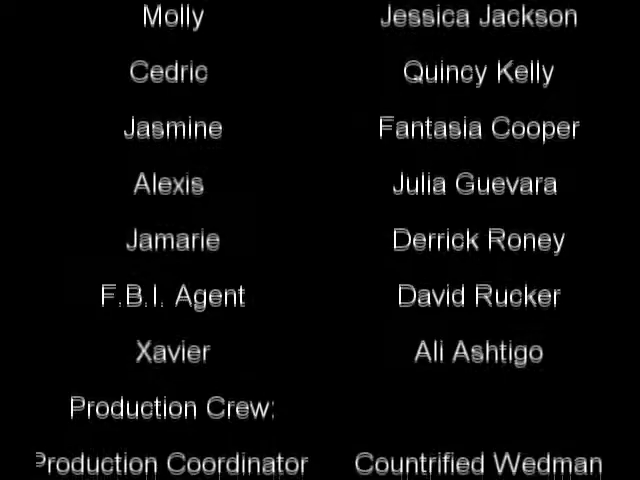 Molly Jessica Jackson
Cedric Quincy Kelly
Jasmine Fantasia Cooper
Alexis Julia Guevara
Jamarie Derrick Roney
F.B.I. Agent David Rucker
Xavier Ali Ashtigo
Production Crew:
Production Coordinator Countrified Wedman